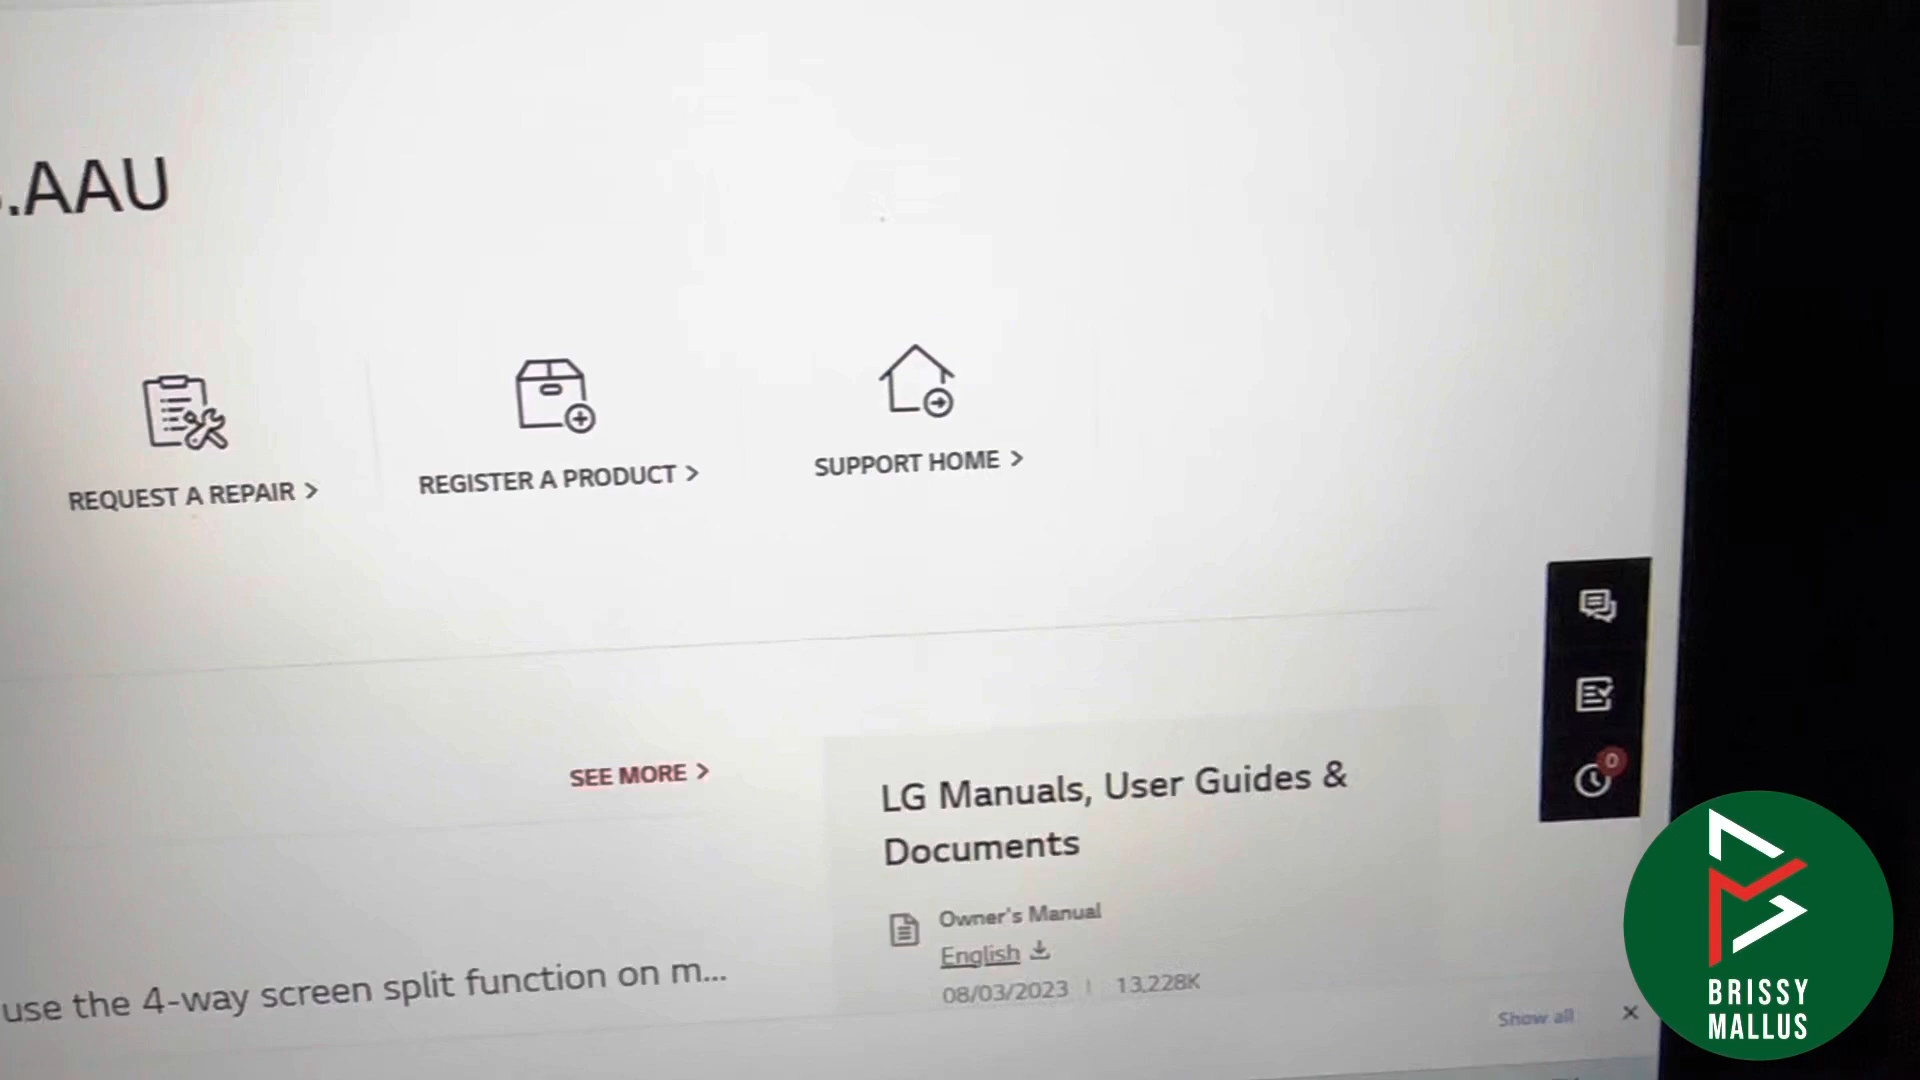 .AAU
REQUEST A REPAIR >
REGISTER A PRODUCT >
SUPPORT HOME >
SEE MORE >
LG Manuals, User Guides &
Documents
Owner's Manual
English
08/03/2023 | 13,228K
use the 4-way screen split function on m...
0
Show all
BRISSY
MALLUS